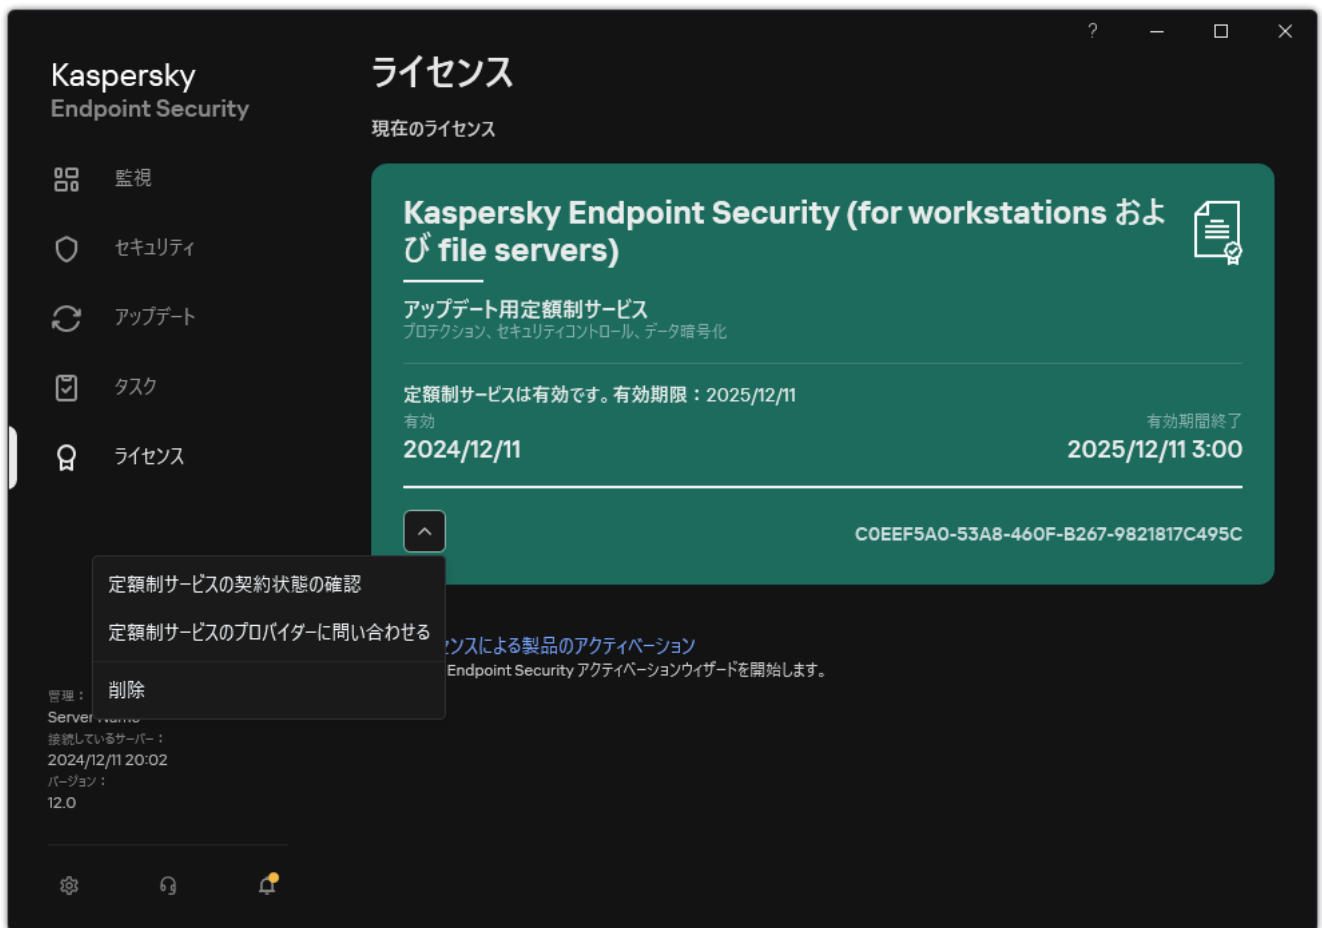 Kaspersky
Endpoint Security
監視
セキュリティ
アップデート
タスク
ライセンス
ライセンス
現在のライセンス
Kaspersky Endpoint Security (for workstations およ
び file servers)
アップデート用定額制サービス
プロテクション、セキュリティコントロール、データ暗号化
定額制サービスは有効です。有効期限：2025/12/11
有効
有効期間終了
2024/12/11
2025/12/11 3:00
C0EEF5A0-53A8-460F-B267-9821817C495C
定額制サービスの契約状態の確認
定額制サービスのプロバイダーに問い合わせる
削除
ンスによる製品のアクティベーション
Endpoint Security アクティベーションウィザードを開始します。
管理：
Server
接続しているサーバー：
2024/12/11 20:02
バージョン：
12.0